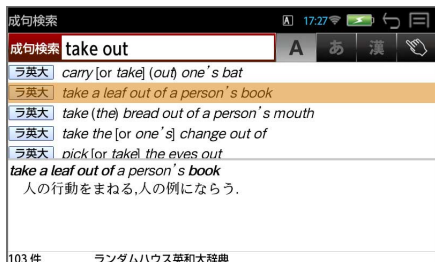 成句検索
A 17:27
成句検索 take out A あ 漢
ラ英大 carry [or take] (out) one's bat
ラ英大 take a leaf out of a person's book
ラ英大 take (the) bread out of a person's mouth
ラ英大 take the [or one's] change out of
ラ英大 pick [or take] the eyes out
take a leaf out of a person's book
人の行動をまねる,人の例にならう.
103 件 ランダムハウス英和大辞典